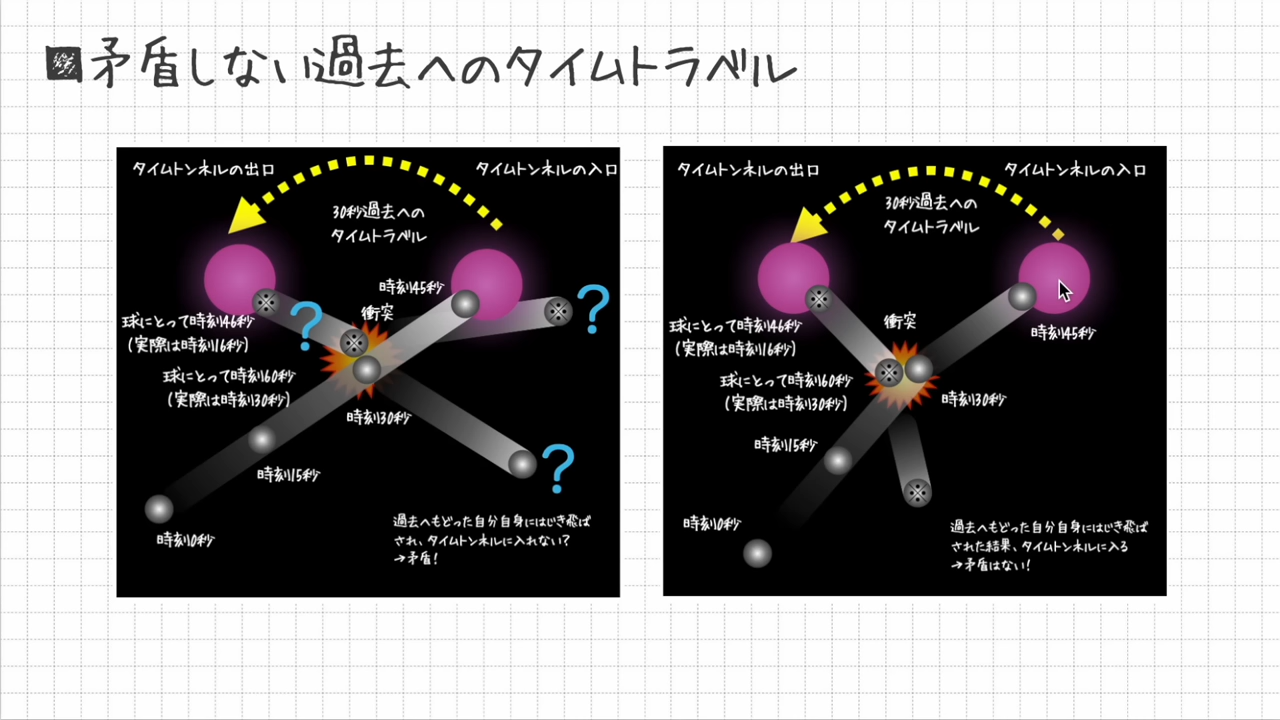 矛盾しない過去へのタイムトラベル
タイムトンネルの出口
タイムトンネルの入口
30秒過去への
タイムトラベル
時刻45秒
?
衝突
?
球にとって時刻46秒
(実際は時刻16秒)
球にとって時刻60秒
(実際は時刻30秒)
時刻30秒
時刻15秒
?
時刻0秒
過去へもどった自分自身にはじき飛ば
され、タイムトンネルに入れない?
→矛盾!
タイムトンネルの出口
タイムトンネルの入口
30秒過去への
タイムトラベル
球にとって時刻46秒
(実際は時刻16秒)
衝突
時刻45秒
球にとって時刻60秒
(実際は時刻30秒)
時刻30秒
時刻15秒
時刻0秒
過去へもどった自分自身にはじき飛ば
された結果、タイムトンネルに入る
→矛盾はない!